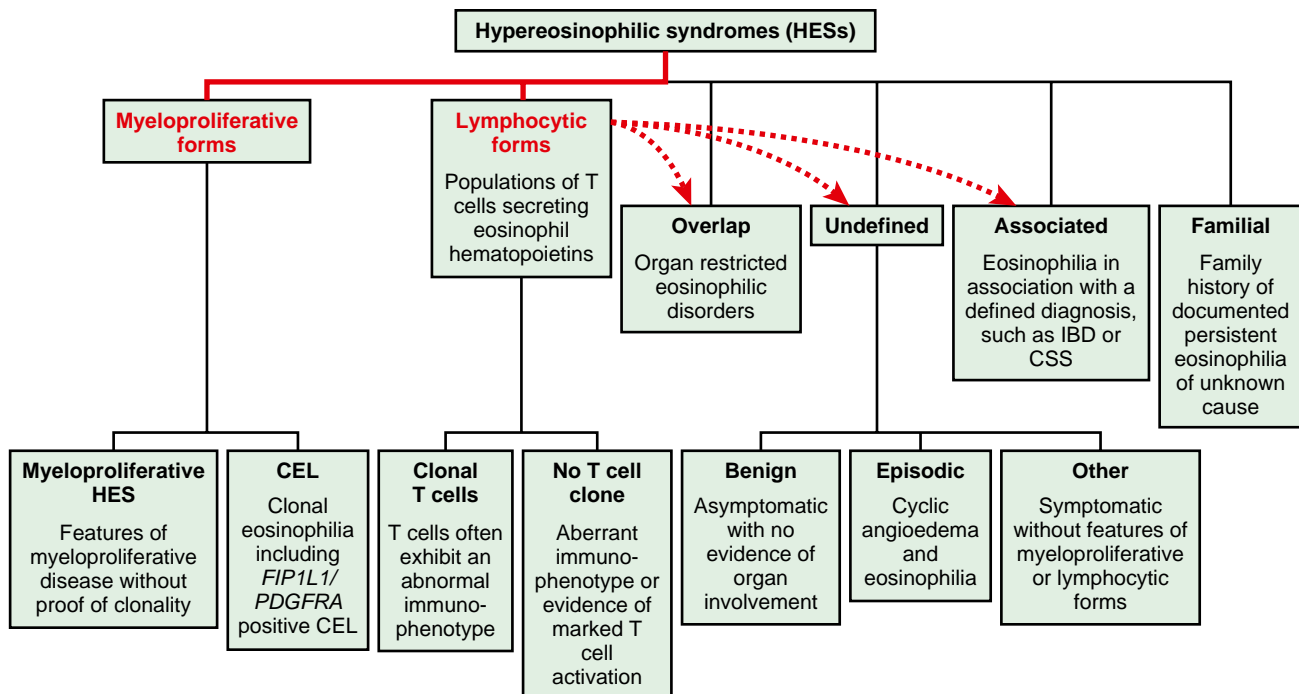 Hypereosinophilic syndromes (HESs)
Myeloproliferative
forms
Lymphocytic
forms
Populations of T
cells secreting
eosinophil
hematopoietins
Overlap
Organ restricted
eosinophilic
disorders
Undefined
Associated
Eosinophilia in
association with a
defined diagnosis,
such as IBD or
CSS
Familial
Family
history of
documented
persistent
eosinophilia
of unknown
cause
Myeloproliferative
HES
Features of
myeloproliferative
disease without
proof of clonality
CEL
Clonal
eosinophilia
including
FIP1L1/
PDGFRA
positive CEL
Clonal
T cells
T cells often
exhibit an
abnormal
immuno-
phenotype
No T cell
clone
Aberrant
immuno-
phenotype or
evidence of
marked T
cell
activation
Benign
Asymptomatic
with no
evidence of
organ
involvement
Episodic
Cyclic
angioedema
and
eosinophilia
Other
Symptomatic
without features of
myeloproliferative
or lymphocytic
forms